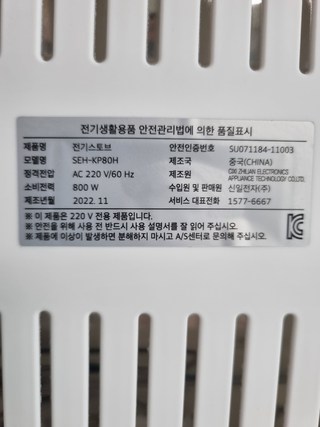 전기생활용품 안전관리법에 의한 품질표시
제품명 전기스토브 안전인증번호 SU071184-11003
모델명 SEH-KP80H 제조국 중국(CHINA)
정격전압 AC 220 V/60 Hz 제조원 CIXI ZHUAN ELECTRONICS APPLIANCE TECHNOLOGY CO.LTD.
소비전력 800 W 수입원 및 판매원 신일전자(주)
제조년월 2022. 11 서비스 대표전화 1577-6667
※ 이 제품은 220 V 전용 제품입니다.
※ 안전을 위해 사용 전 반드시 사용 설명서를 잘 읽어 주십시오.
※ 제품에 이상이 발생하면 분해하지 마시고 A/S센터로 문의해 주십시오.